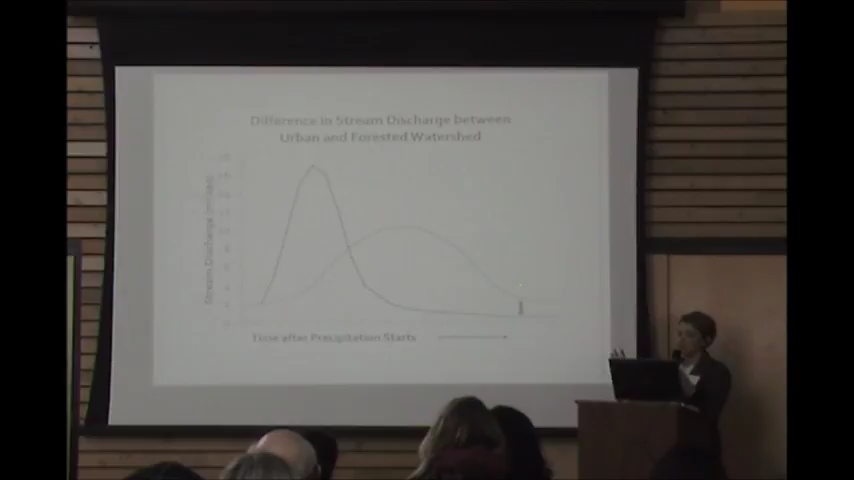 Difference in Stream Discharge between
Urban and Forested Watershed
Stream Discharge
Time after Precipitation Starts